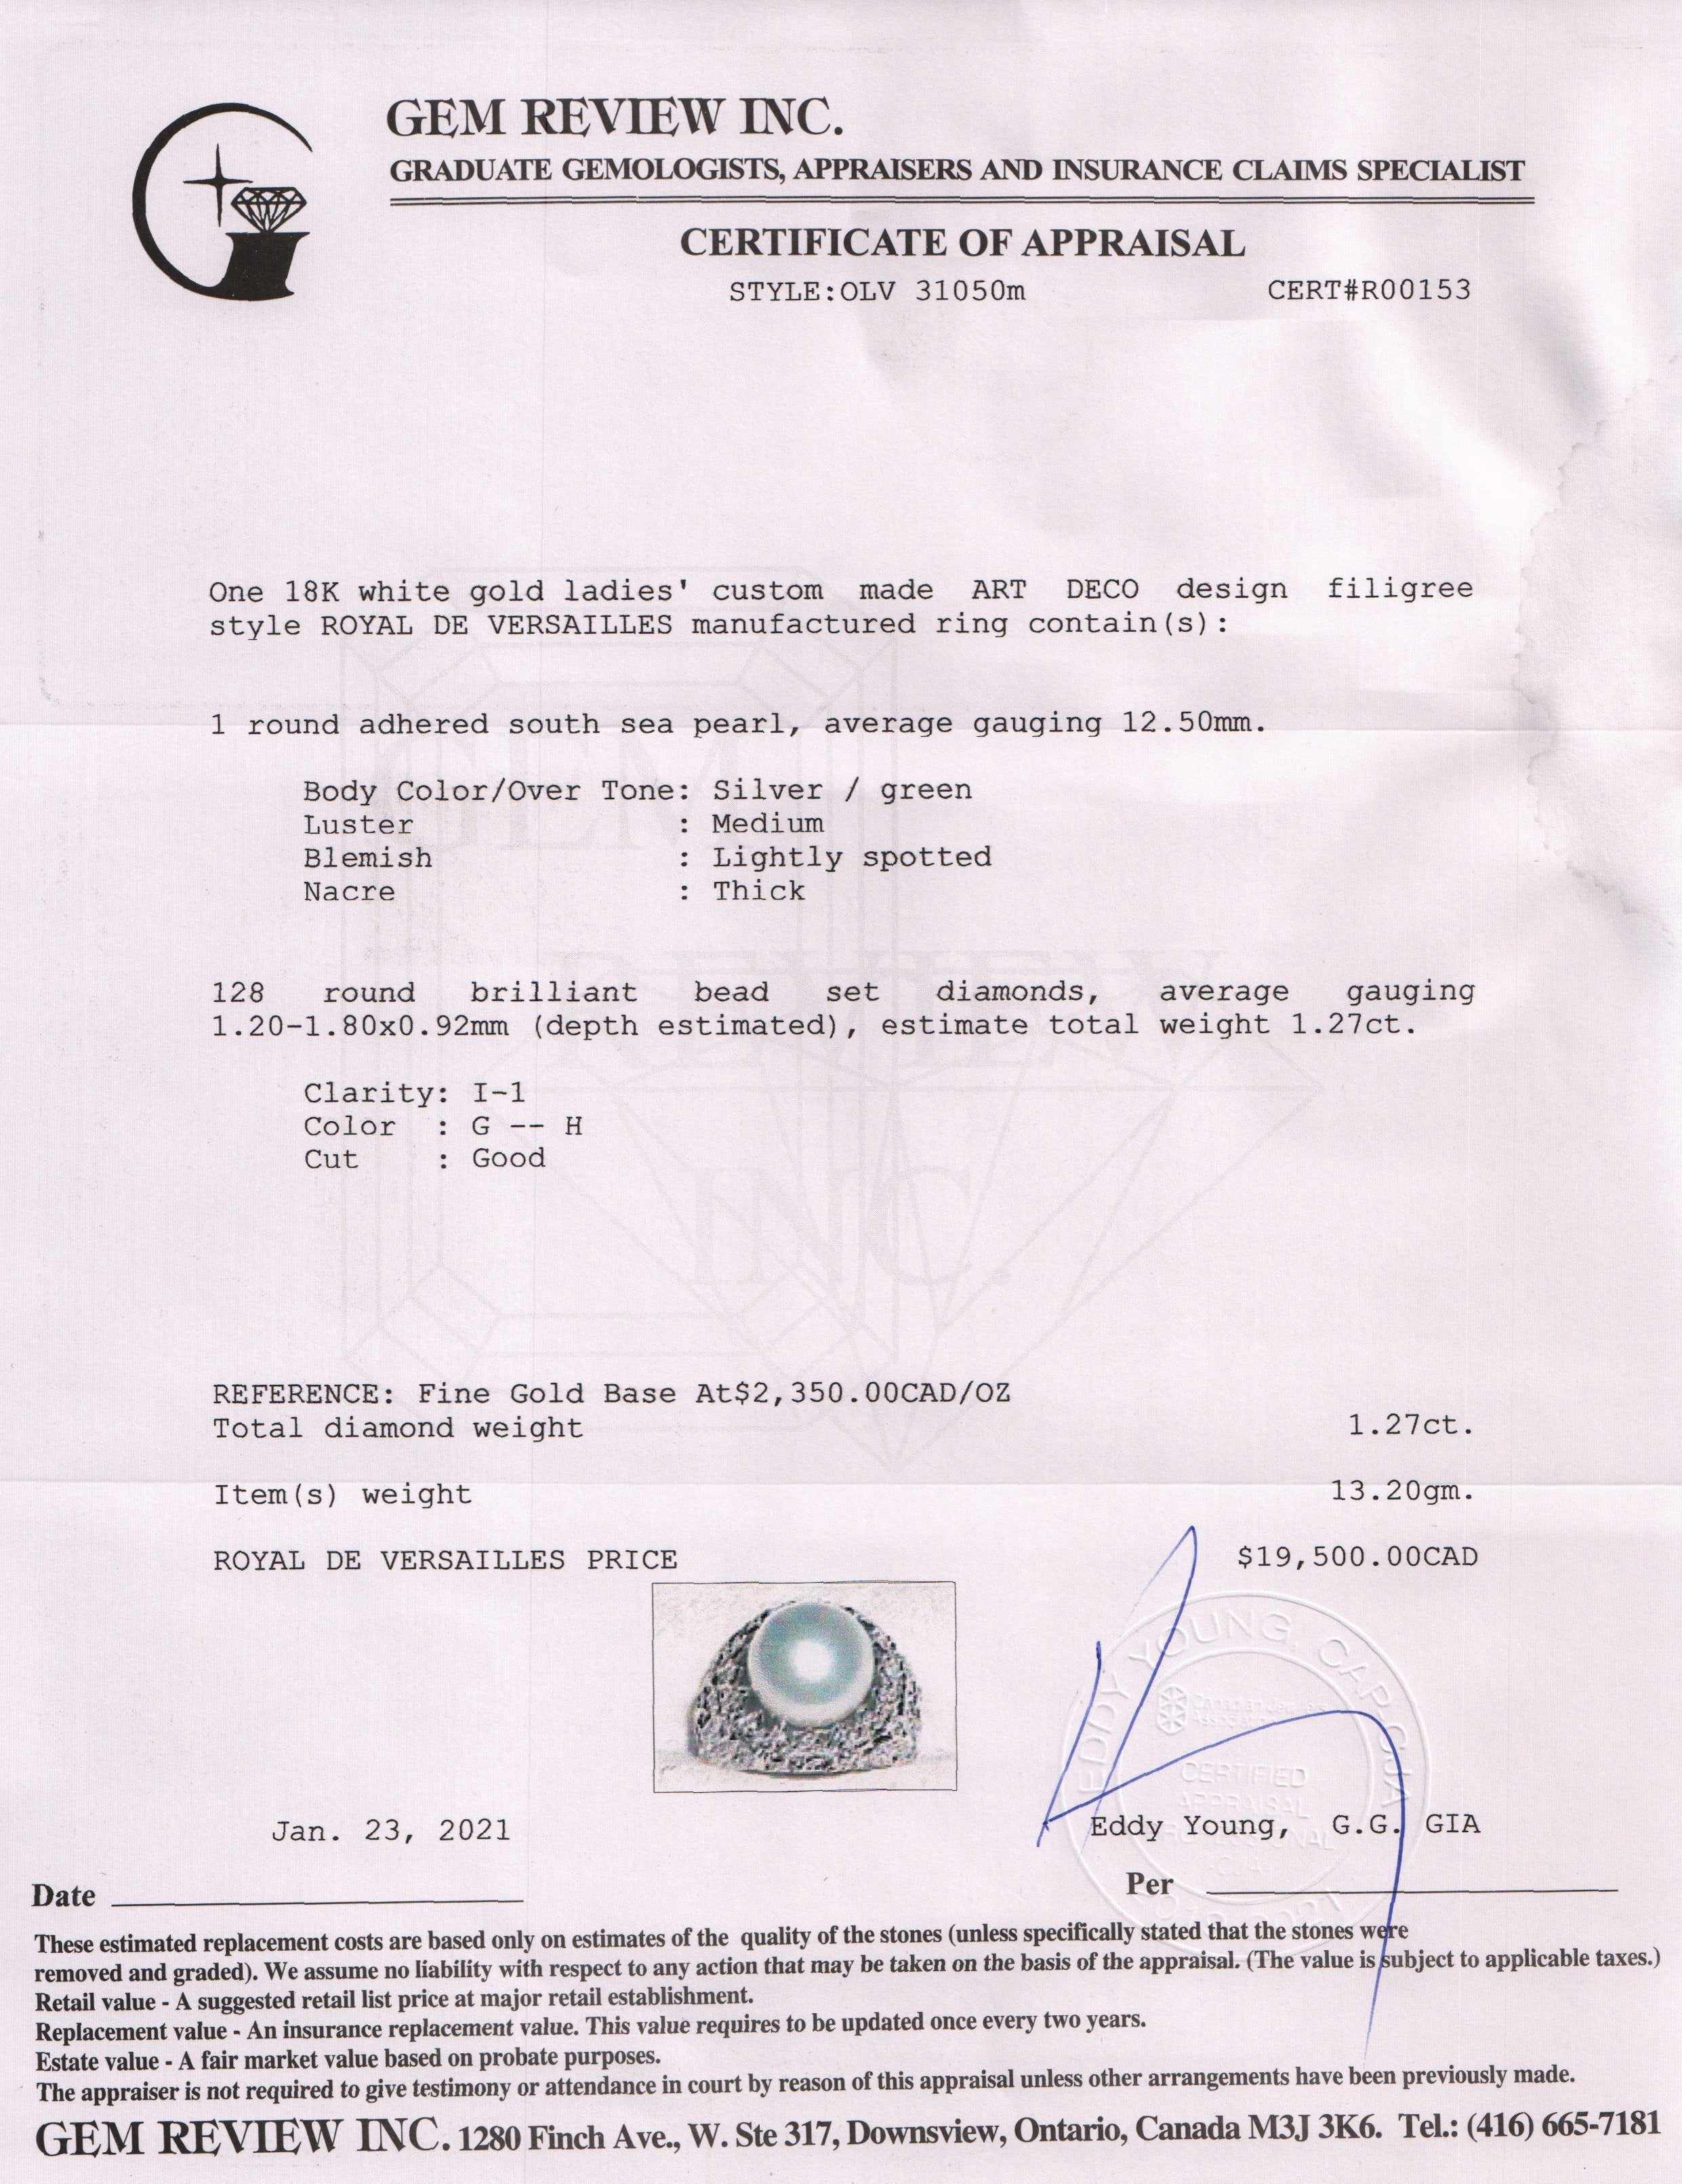 GEM REVIEW INC.
GRADUATE GEMOLOGISTS, APPRAISERS AND INSURANCE CLAIMS SPECIALIST
CERTIFICATE OF APPRAISAL
STYLE:OLV 31050m CERT#R00153
One 18K white gold ladies' custom made ART DECO design filigree
style ROYAL DE VERSAILLES manufactured ring contain(s):
1 round adhered south sea pearl, average gauging 12.50mm.
Body Color/Over Tone: Silver / green
Luster : Medium
Blemish : Lightly spotted
Nacre : Thick
128 round brilliant bead set diamonds, average gauging
1.20-1.80x0.92mm (depth estimated), estimate total weight 1.27ct.
Clarity: I-1
Color : G -- H
Cut : Good
GEM
REVIEW
INC.
REFERENCE: Fine Gold Base At$2,350.00CAD/OZ
Total diamond weight 1.27ct.
Item(s) weight 13.20gm.
ROYAL DE VERSAILLES PRICE $19,500.00CAD
EDDY YOUNG, CAP CJA
CERTIFIED
APPRAISAL
PROFESSIONAL
Jan. 23, 2021 Eddy Young, G.G. GIA
Date Per
These estimated replacement costs are based only on estimates of the quality of the stones (unless specifically stated that the stones were
removed and graded). We assume no liability with respect to any action that may be taken on the basis of the appraisal. (The value is subject to applicable taxes.)
Retail value - A suggested retail list price at major retail establishment.
Replacement value - An insurance replacement value. This value requires to be updated once every two years.
Estate value - A fair market value based on probate purposes.
The appraiser is not required to give testimony or attendance in court by reason of this appraisal unless other arrangements have been previously made.
GEM REVIEW INC. 1280 Finch Ave., W. Ste 317, Downsview, Ontario, Canada M3J 3K6. Tel.: (416) 665-7181